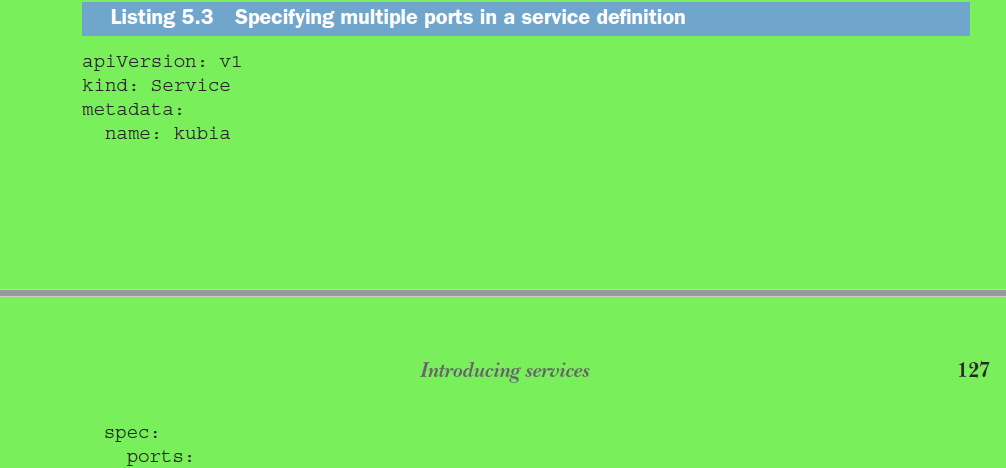 Listing 5.3 Specifying multiple ports in a service definition
apiVersion: v1
kind: Service
metadata:
  name: kubia
Introducing services 127
spec:
  ports: